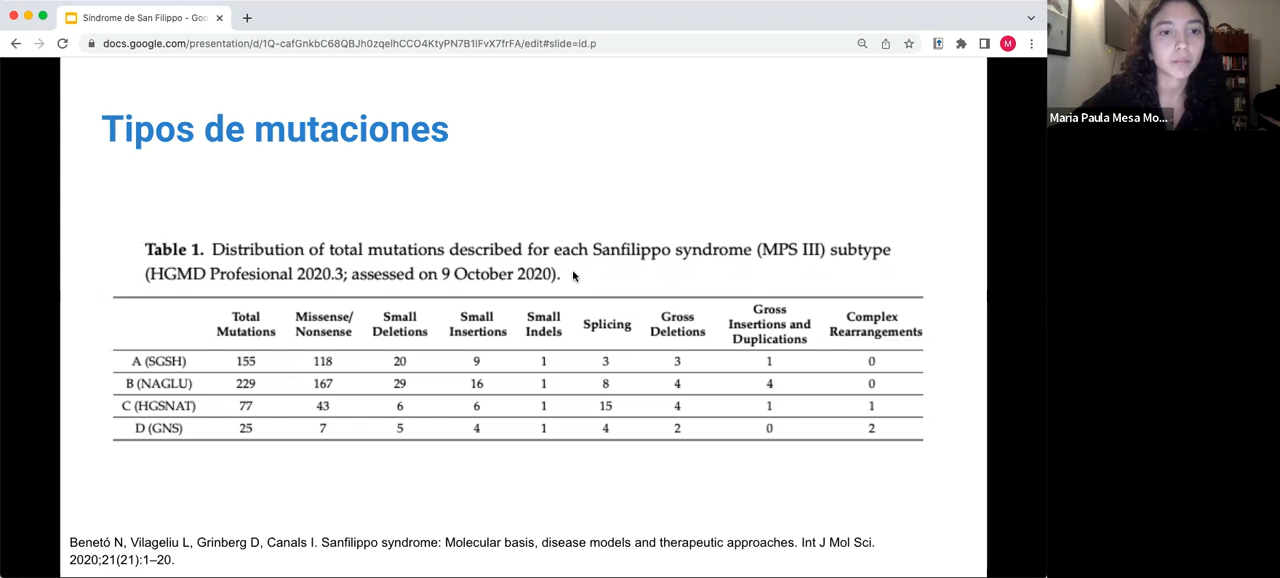 Síndrome de San Filippo - Goo
docs.google.com/presentation/d/1Q-cafGnkbC68QBJh0zqelhCCO4KtyPN7B1lFvX7frFA/edit#slide=id.p
M
Maria Paula Mesa Mo...
Tipos de mutaciones
Table 1. Distribution of total mutations described for each Sanfilippo syndrome (MPS III) subtype
(HGMD Profesional 2020.3; assessed on 9 October 2020).
Total Mutations Missense/ Nonsense Small Deletions Small Insertions Small Indels Splicing Gross Deletions Gross Insertions and Duplications Complex Rearrangements
A (SGSH) 155 118 20 9 1 3 3 1 0
B (NAGLU) 229 167 29 16 1 8 4 4 0
C (HGSNAT) 77 43 6 6 1 15 4 1 1
D (GNS) 25 7 5 4 1 4 2 0 2
Benetó N, Vilageliu L, Grinberg D, Canals I. Sanfilippo syndrome: Molecular basis, disease models and therapeutic approaches. Int J Mol Sci.
2020;21(21):1–20.